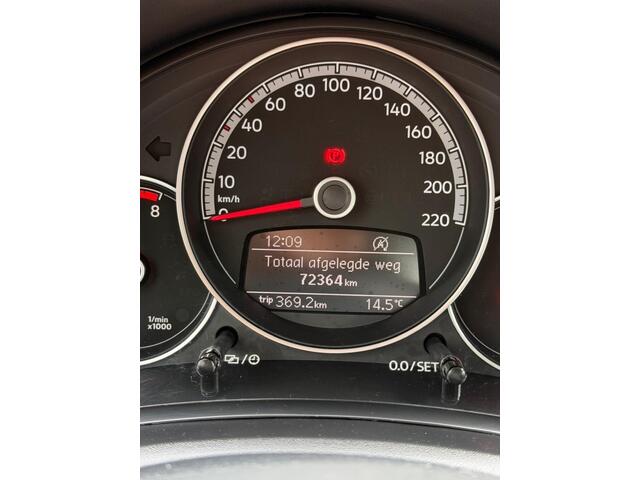 0
10
20
40
60
80
100
120
140
160
180
200
220
km/h
(P)
8
1/min
x1000
12:09
Totaal afgelegde weg
72364 km
trip 369.2 km 14.5°C
0.0/SET